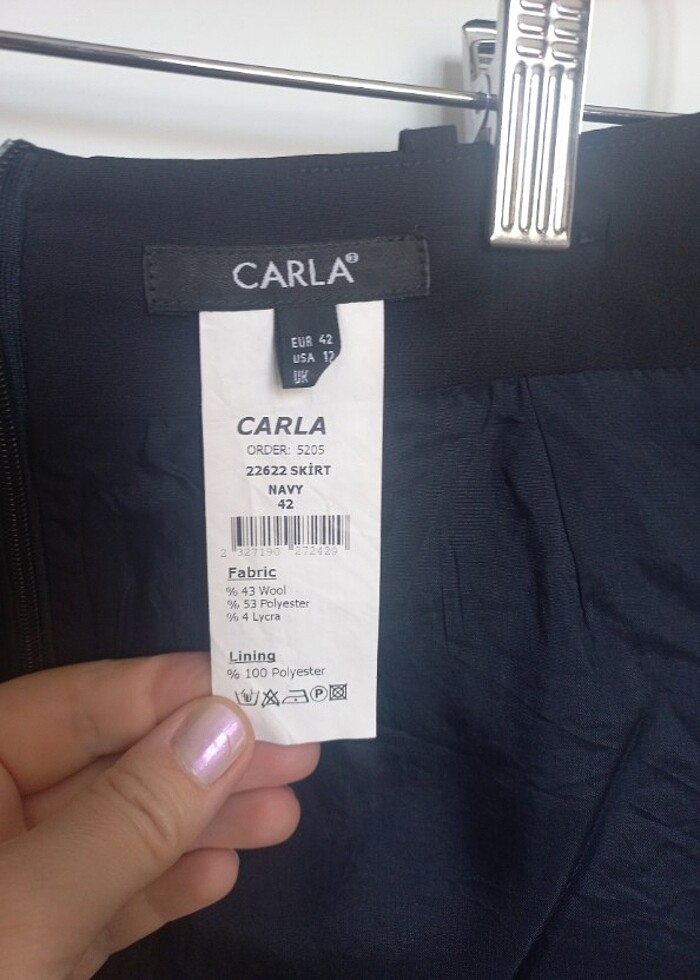 CARLA®
EUR 42
USA 12
UK
CARLA
ORDER: 5205
22622 SKİRT
NAVY
42
2 327190 272429
Fabric
% 43 Wool
% 53 Polyester
% 4 Lycra
Lining
% 100 Polyester
P